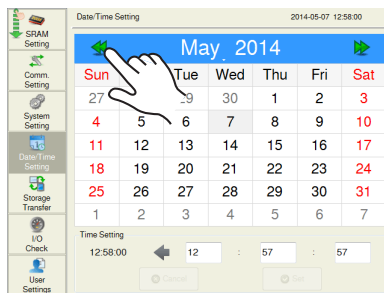 Date/Time Setting 2014-05-07 12:58:00
SRAM
Setting
Comm.
Setting
System
Setting
Date/Time
Setting
Storage
Transfer
I/O
Check
User
Settings
May. 2014
Sun Tue Wed Thu Fri Sat
27 29 30 1 2 3
4 5 6 7 8 9 10
11 12 13 14 15 16 17
18 19 20 21 22 23 24
25 26 27 28 29 30 31
1 2 3 4 5 6 7
Time Setting
12:58:00 12 : 57 : 57
Cancel Set